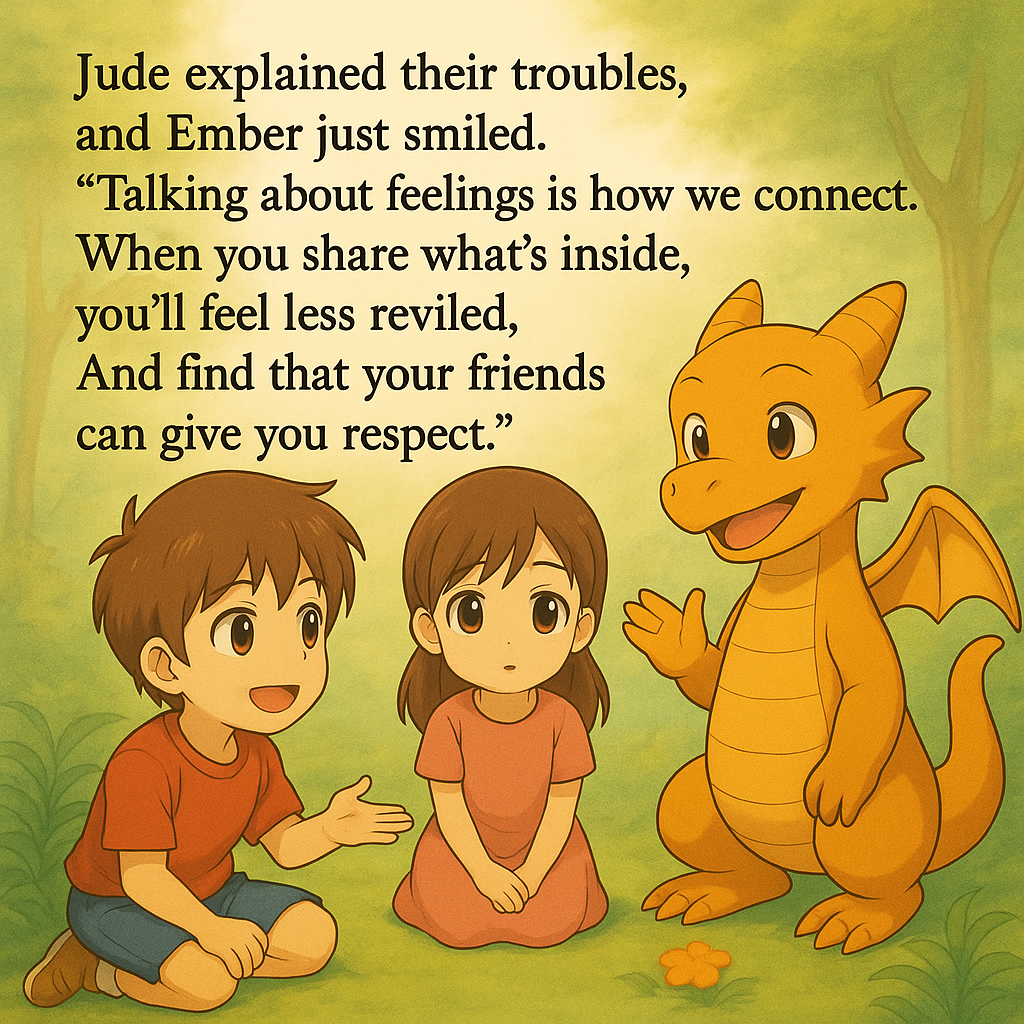 Jude explained their troubles,
and Ember just smiled.
“Talking about feelings is how we connect.
When you share what’s inside,
you’ll feel less reviled,
And find that your friends
can give you respect.”